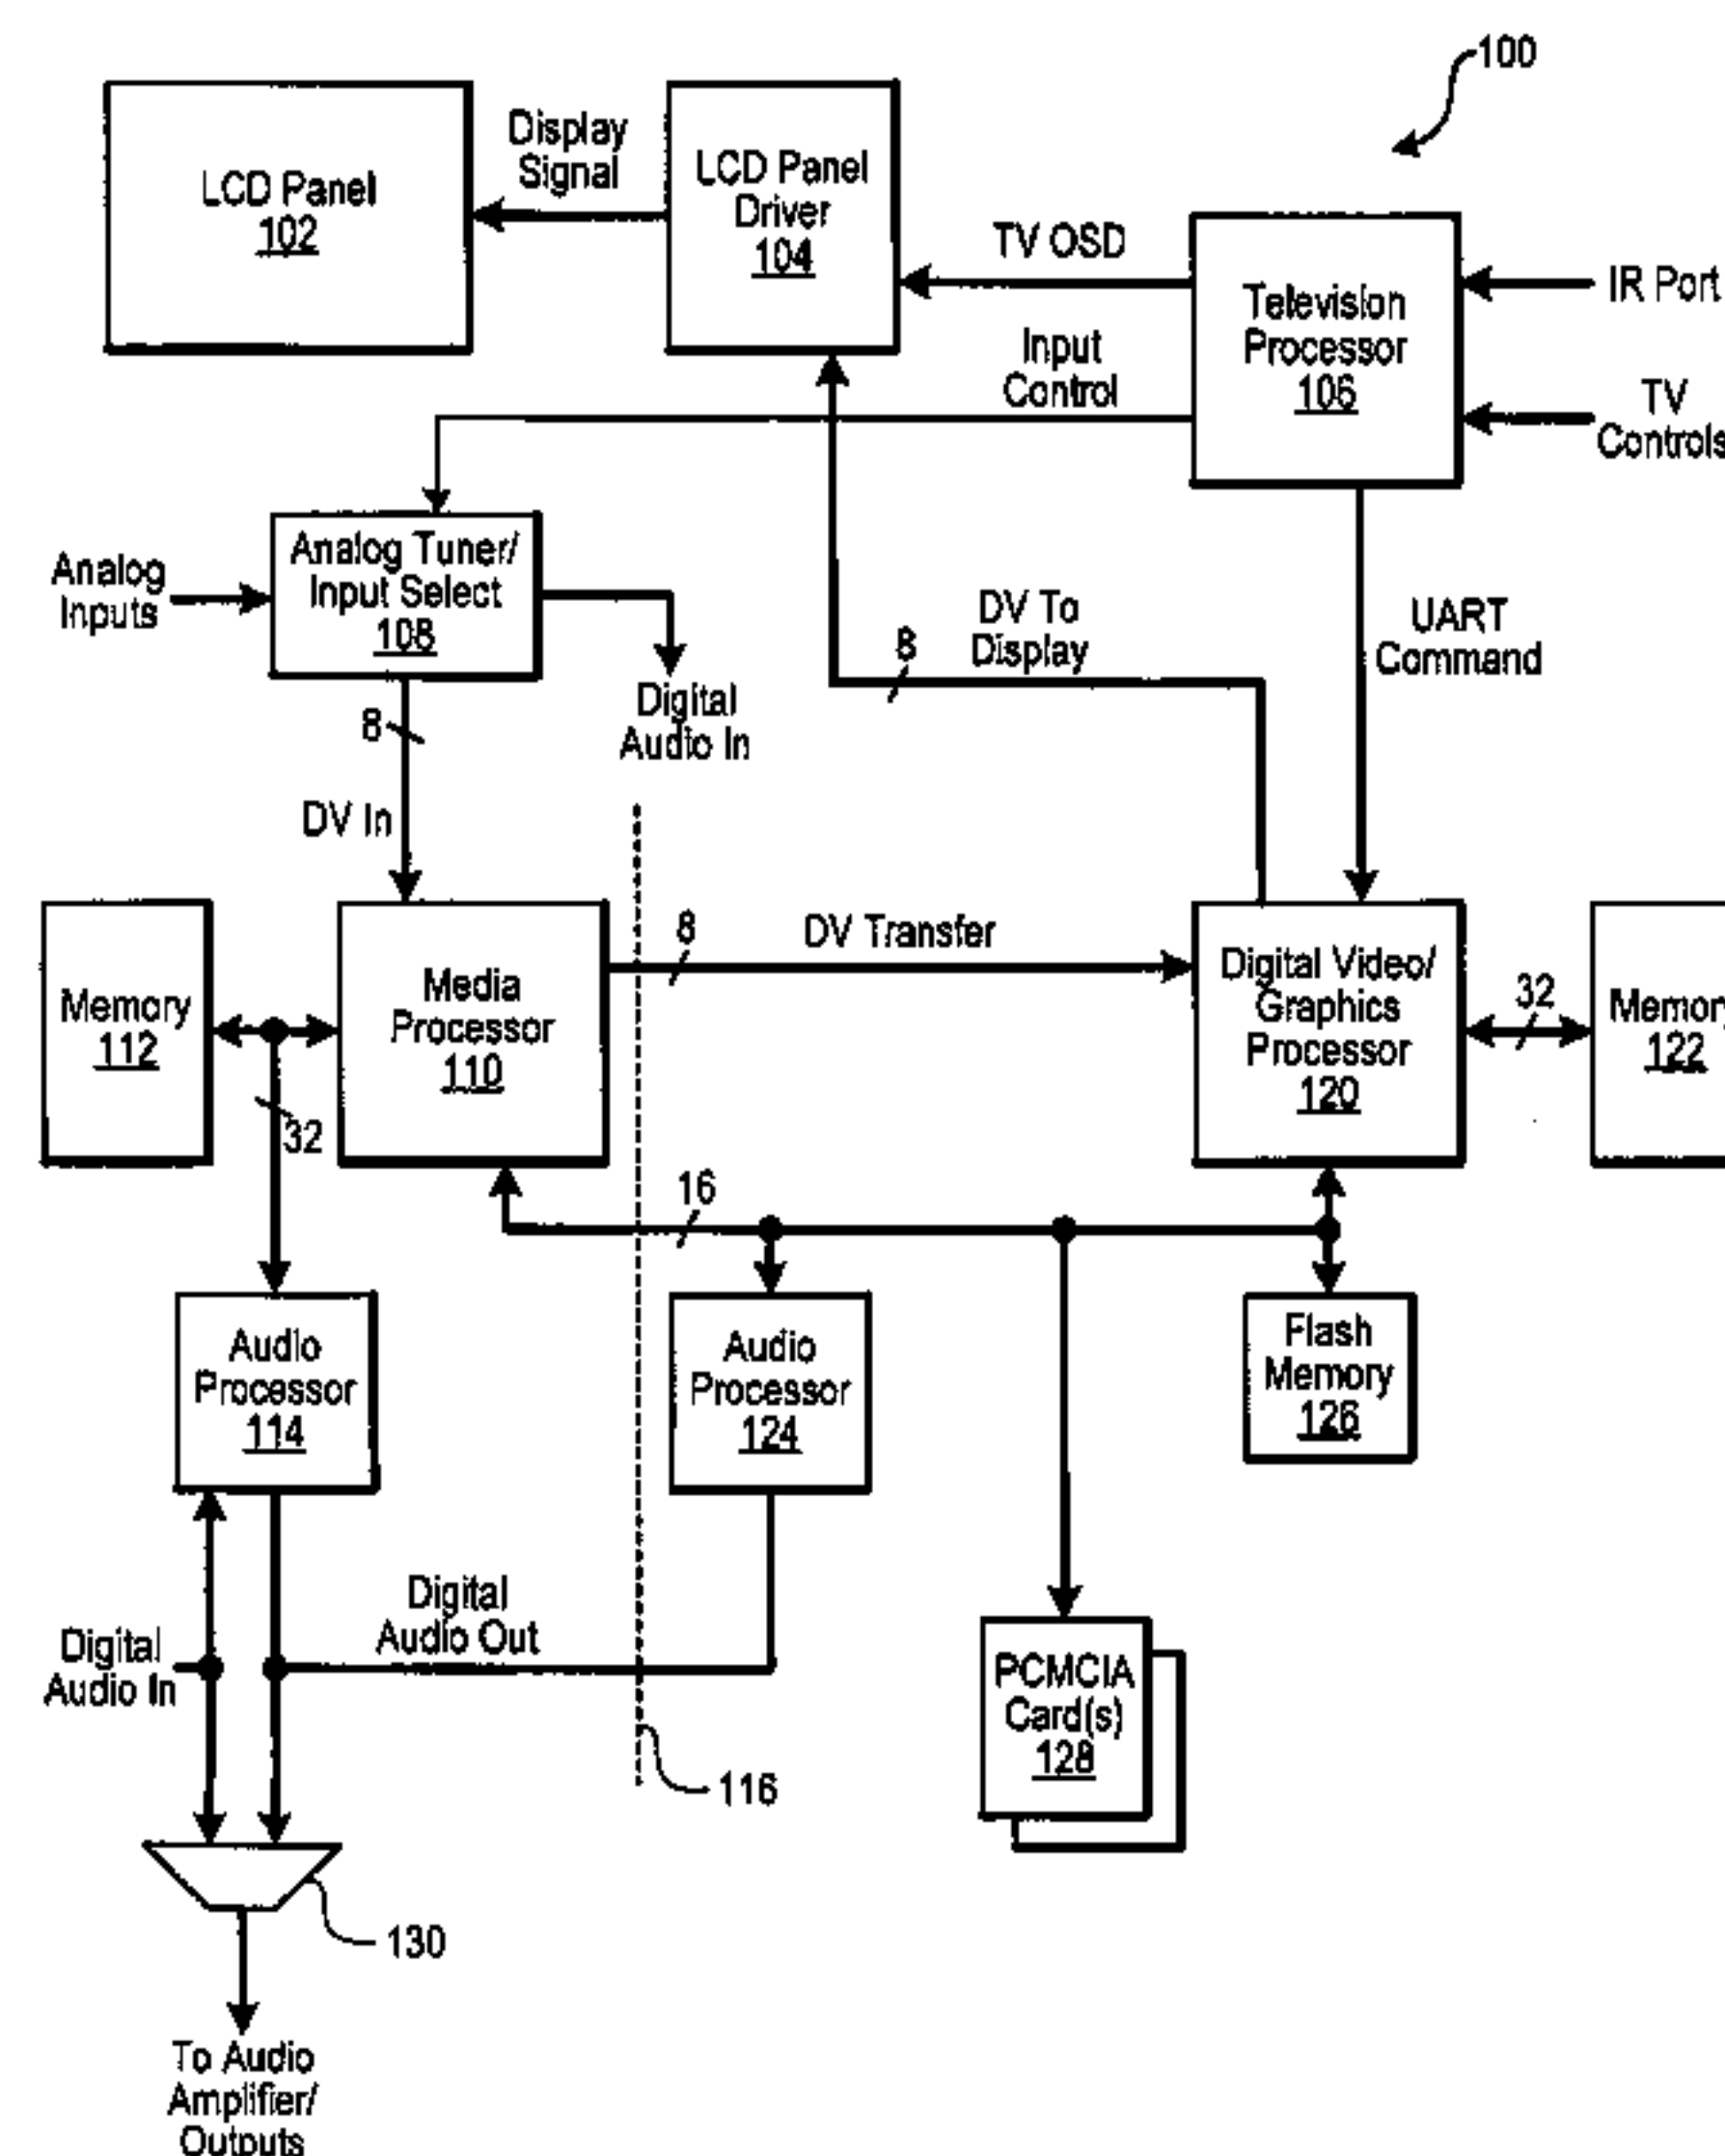 100
LCD Panel
102
Display
Signal
LCD Panel
Driver
104
TV OSD
Television
Processor
106
IR Port
Input
Control
TV
Controls
Analog
Inputs
Analog Tuner/
Input Select
108
Digital
Audio In
8
DV In
8
DV To
Display
UART
Command
Memory
112
32
Media
Processor
110
8
DV Transfer
Digital Video/
Graphics
Processor
120
32
Memory
122
16
Audio
Processor
114
Audio
Processor
124
Flash
Memory
126
Digital
Audio In
Digital
Audio Out
PCMCIA
Card(s)
128
116
130
To Audio
Amplifier/
Outputs